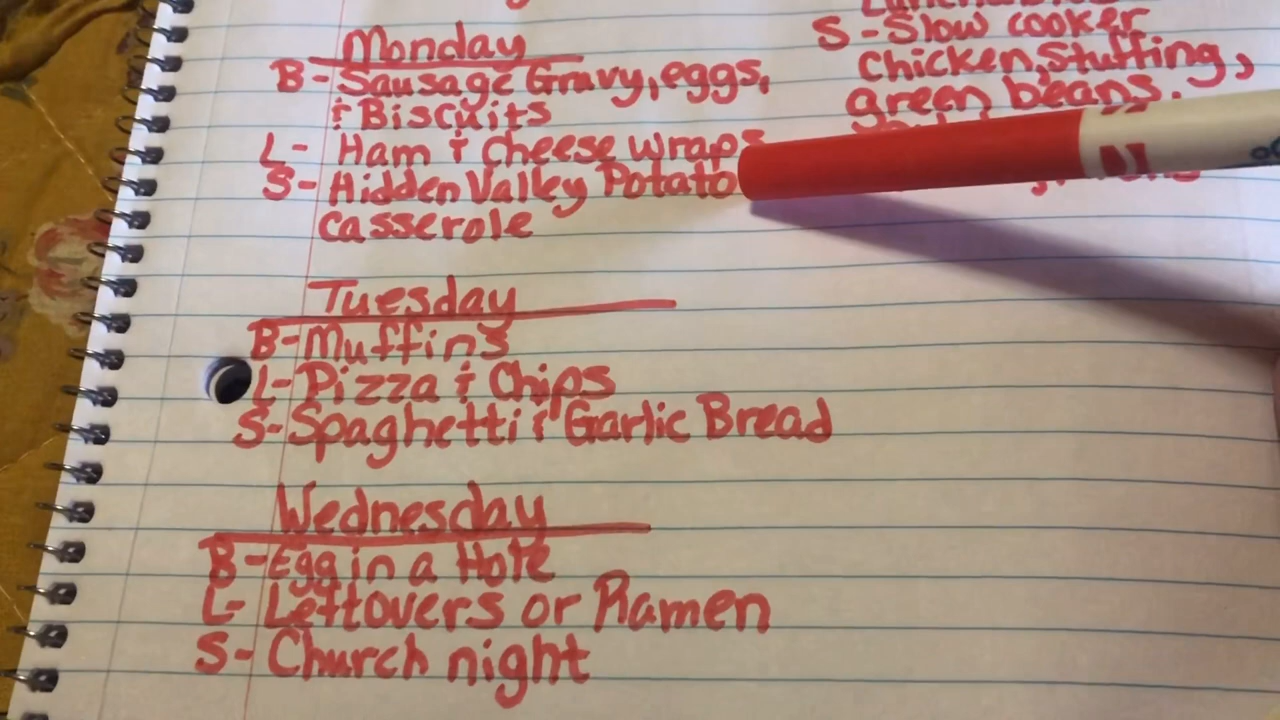 Monday
B- Sausage Gravy, eggs,
& Biscuits
L- Ham & cheese wraps
S- Hidden Valley Potato
casserole
Tuesday
B- Muffins
L- Pizza & Chips
S- Spaghetti & Garlic Bread
Wednesday
B- Egg in a Hole
L- Leftovers or Ramen
S- Church night
S- Slow cooker
Chicken, Stuffing,
green beans.